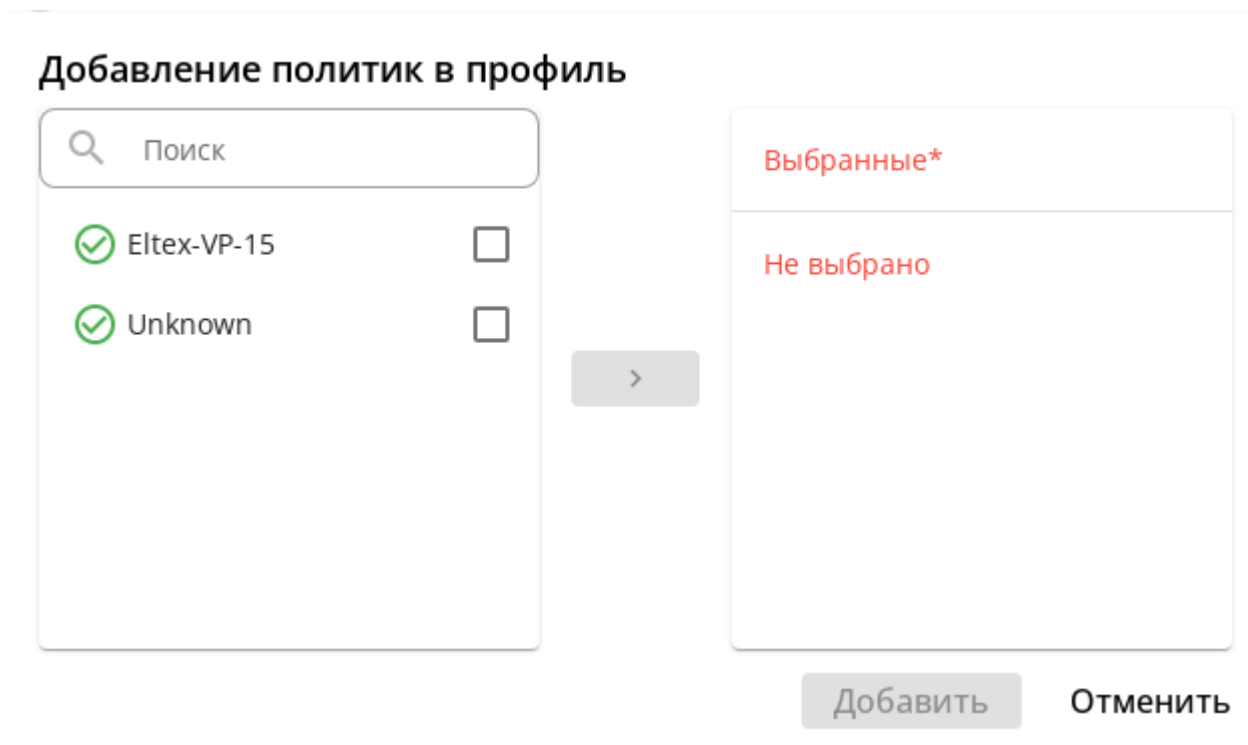 Добавление политик в профиль
Поиск
Eltex-VP-15
Unknown
Выбранные*
Не выбрано
Добавить
Отменить